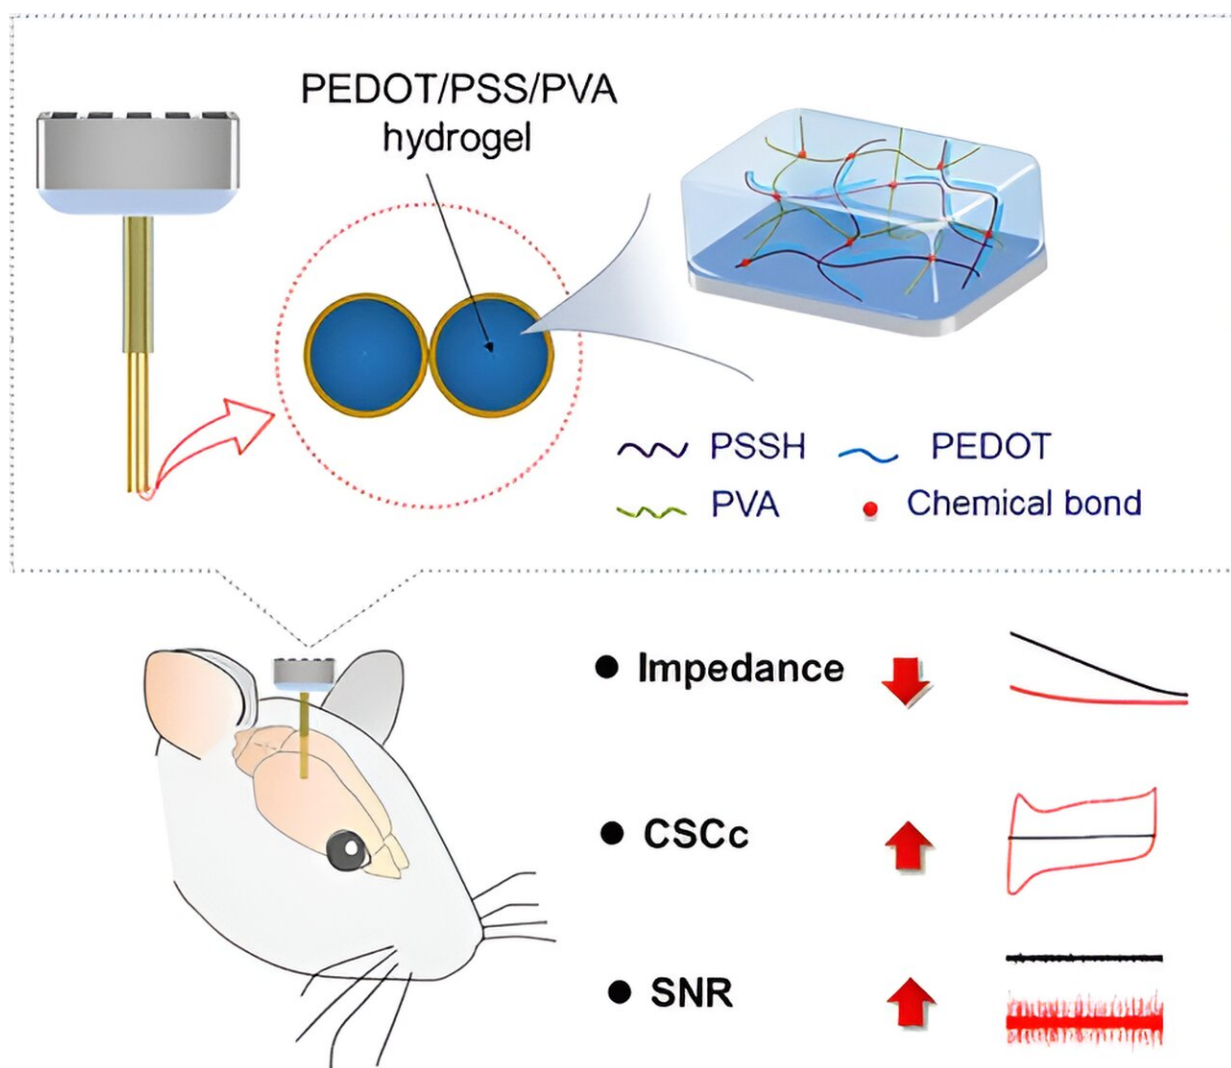 PEDOT/PSS/PVA
hydrogel
PSSH
PEDOT
PVA
Chemical bond
Impedance
CSCc
SNR